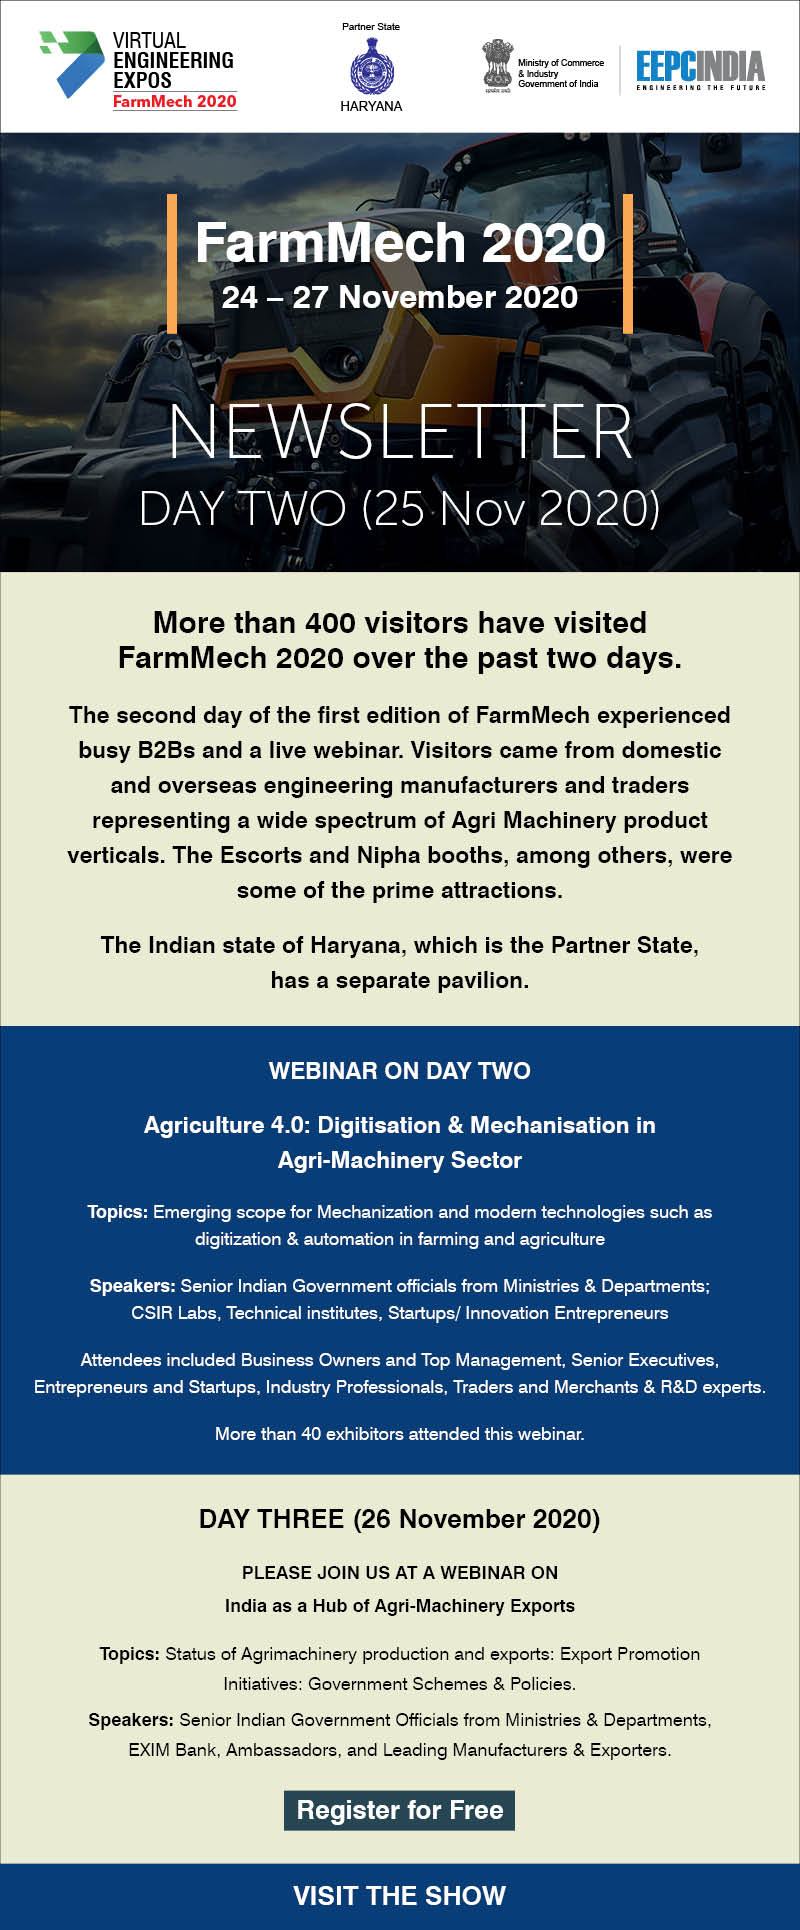 VIRTUAL
ENGINEERING
EXPOS
FarmMech 2020
Partner State
HARYANA
Ministry of Commerce
& Industry
Government of India
EEPCINDIA
ENGINEERING THE FUTURE
FarmMech 2020
24 – 27 November 2020
NEWSLETTER
DAY TWO (25 Nov 2020)
More than 400 visitors have visited
FarmMech 2020 over the past two days.
The second day of the first edition of FarmMech experienced
busy B2Bs and a live webinar. Visitors came from domestic
and overseas engineering manufacturers and traders
representing a wide spectrum of Agri Machinery product
verticals. The Escorts and Nipha booths, among others, were
some of the prime attractions.
The Indian state of Haryana, which is the Partner State,
has a separate pavilion.
WEBINAR ON DAY TWO
Agriculture 4.0: Digitisation & Mechanisation in
Agri-Machinery Sector
Topics: Emerging scope for Mechanization and modern technologies such as
digitization & automation in farming and agriculture
Speakers: Senior Indian Government officials from Ministries & Departments;
CSIR Labs, Technical institutes, Startups/ Innovation Entrepreneurs
Attendees included Business Owners and Top Management, Senior Executives,
Entrepreneurs and Startups, Industry Professionals, Traders and Merchants & R&D experts.
More than 40 exhibitors attended this webinar.
DAY THREE (26 November 2020)
PLEASE JOIN US AT A WEBINAR ON
India as a Hub of Agri-Machinery Exports
Topics: Status of Agrimachinery production and exports: Export Promotion
Initiatives: Government Schemes & Policies.
Speakers: Senior Indian Government Officials from Ministries & Departments,
EXIM Bank, Ambassadors, and Leading Manufacturers & Exporters.
Register for Free
VISIT THE SHOW